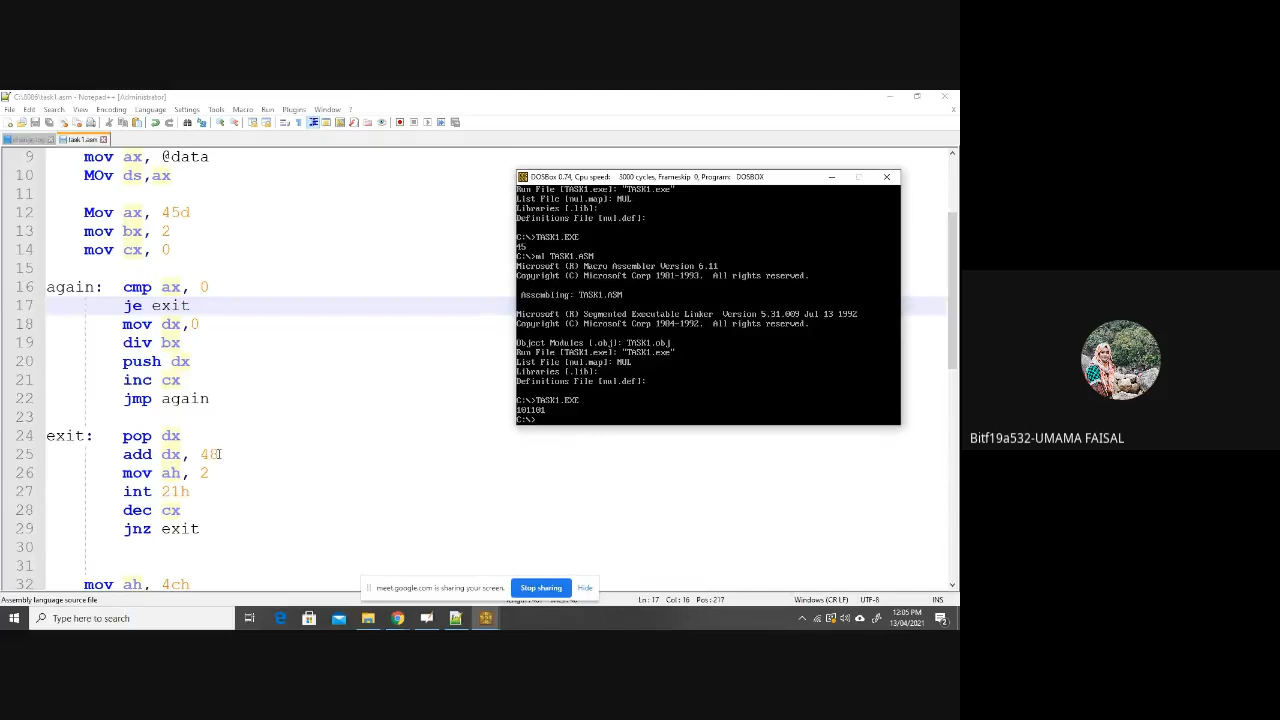 C:\8086\task1.asm - Notepad++ [Administrator]
File Edit Search View Encoding Language Settings Tools Macro Run Plugins Window ?
change.log task1.asm
9 mov ax, @data
10 MOv ds,ax
11
12 Mov ax, 45d
13 mov bx, 2
14 mov cx, 0
15
16 again: cmp ax, 0
17 je exit
18 mov dx,0
19 div bx
20 push dx
21 inc cx
22 jmp again
23
24 exit: pop dx
25 add dx, 48
26 mov ah, 2
27 int 21h
28 dec cx
29 jnz exit
30
31
32 mov ah, 4ch
DOSBox 0.74, Cpu speed: 3000 cycles, Frameskip 0, Program: DOSBOX
Run File [TASK1.exe]: "TASK1.exe"
List File [nul.map]: NUL
Libraries [.lib]:
Definitions File [nul.def]:
C:\>TASK1.EXE
45
C:\>ml TASK1.ASM
Microsoft (R) Macro Assembler Version 6.11
Copyright (C) Microsoft Corp 1981-1993. All rights reserved.
Assembling: TASK1.ASM
Microsoft (R) Segmented Executable Linker Version 5.31.009 Jul 13 1992
Copyright (C) Microsoft Corp 1984-1992. All rights reserved.
Object Modules [.obj]: TASK1.obj
Run File [TASK1.exe]: "TASK1.exe"
List File [nul.map]: NUL
Libraries [.lib]:
Definitions File [nul.def]:
C:\>TASK1.EXE
101101
C:\>
Bitf19a532-UMAMA FAISAL
meet.google.com is sharing your screen. Stop sharing Hide
Assembly language source file Ln : 17 Col : 16 Pos : 217 Windows (CR LF) UTF-8 INS
Type here to search
12:05 PM
13/04/2021
2